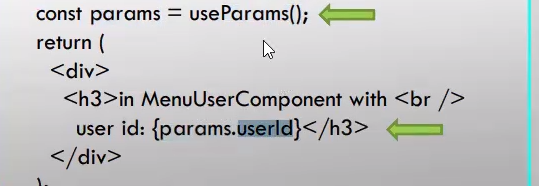 const params = useParams();
return (
<div>
<h3>in MenuUserComponent with <br />
user id: {params.userId}</h3>
</div>
);